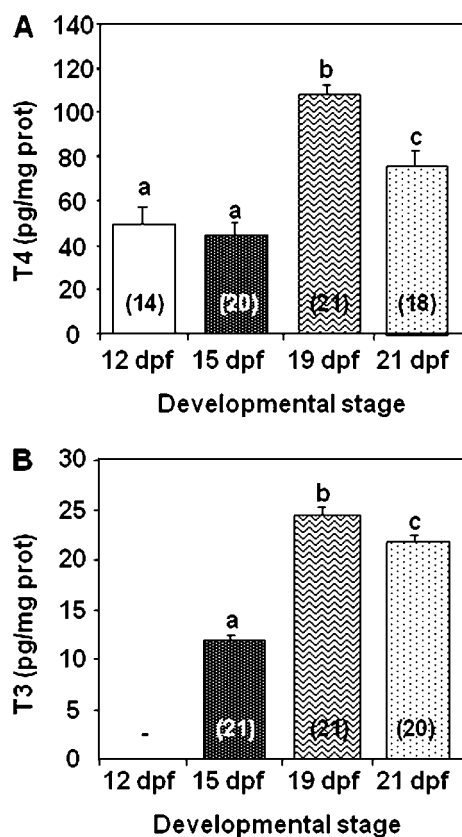 A
T4 (pg/mg prot)
140
120
100
80
60
40
20
0
a
a
b
c
(14)
(20)
(21)
(18)
12 dpf 15 dpf 19 dpf 21 dpf
Developmental stage
B
T3 (pg/mg prot)
30
25
20
15
10
5
0
-
a
b
c
(21)
(21)
(20)
12 dpf 15 dpf 19 dpf 21 dpf
Developmental stage